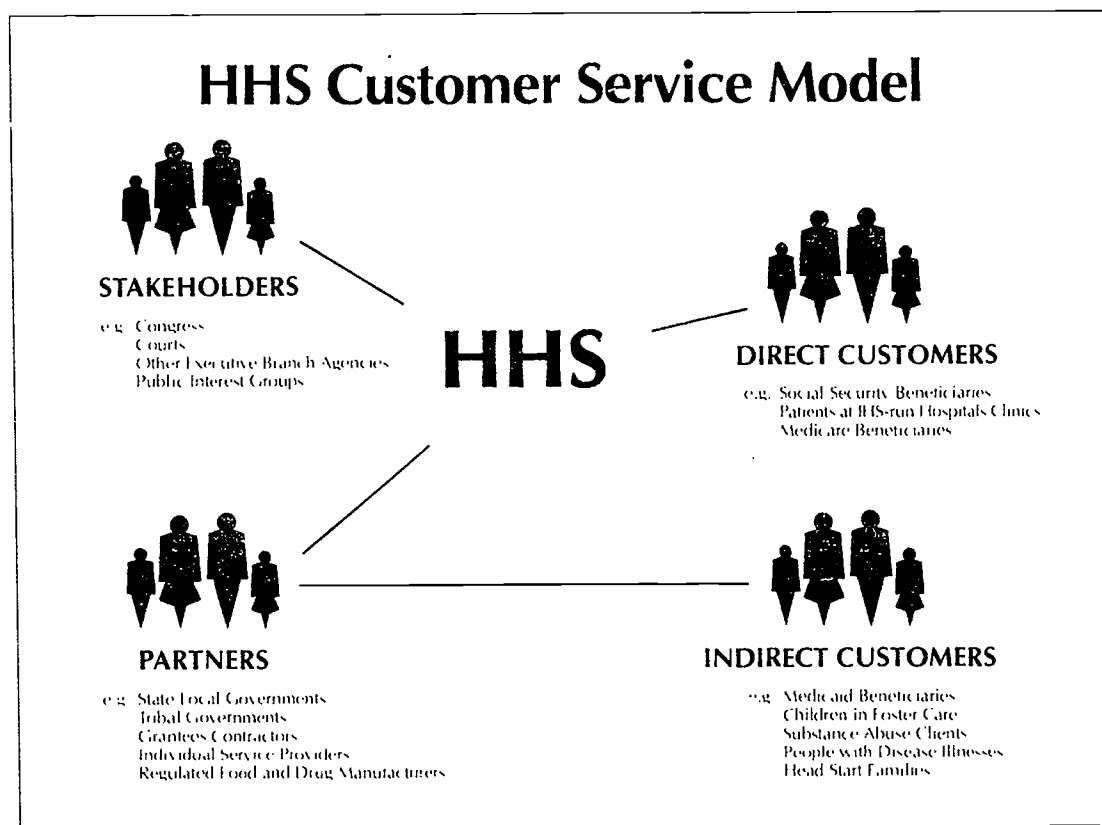 HHS Customer Service Model
STAKEHOLDERS
e.g. Congress
Courts
Other Executive Branch Agencies
Public Interest Groups
HHS
DIRECT CUSTOMERS
e.g. Social Security Beneficiaries
Patients at IHS-run Hospitals Clinics
Medicare Beneficiaries
PARTNERS
e.g. State Local Governments
Tribal Governments
Grantees Contractors
Individual Service Providers
Regulated Food and Drug Manufacturers
INDIRECT CUSTOMERS
e.g. Medicaid Beneficiaries
Children in Foster Care
Substance Abuse Clients
People with Disease Illnesses
Head Start Families